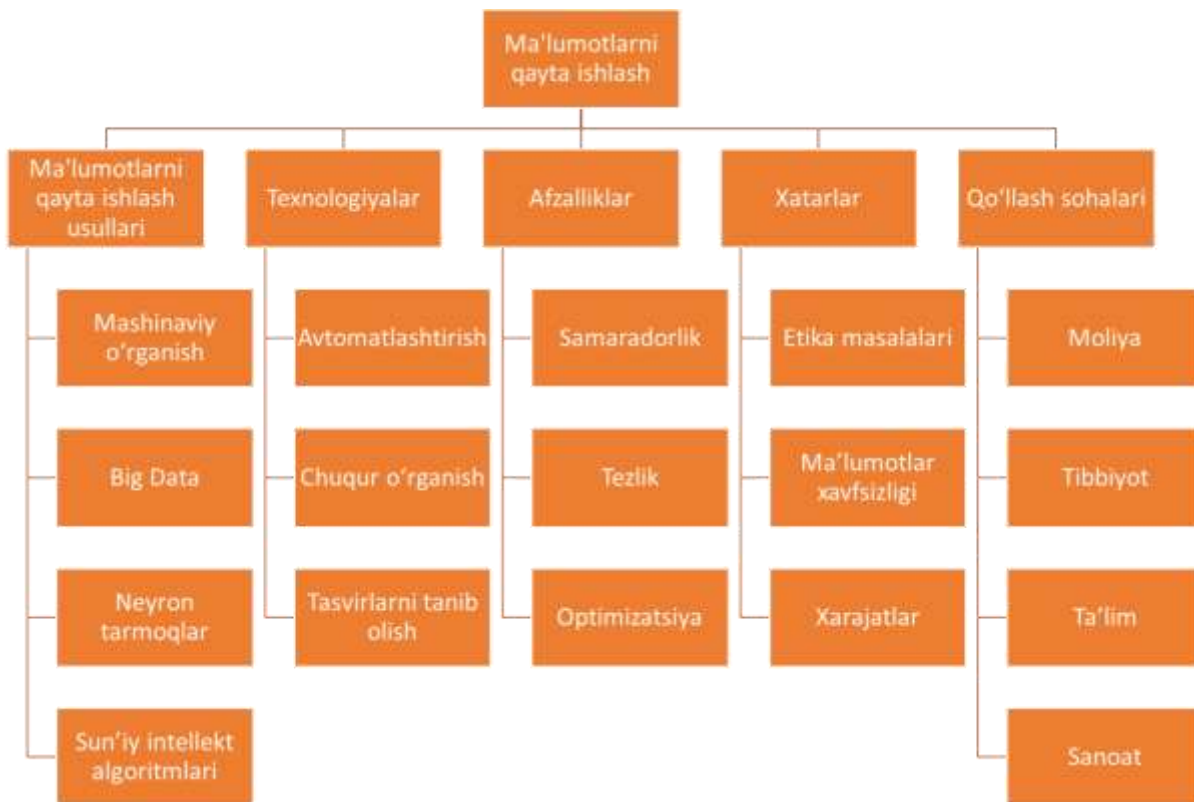 Ma'lumotlarni
qayta ishlash
Ma'lumotlarni
qayta ishlash
usullari
Mashinaviy
o'rganish
Big Data
Neyron
tarmoqlar
Sun'iy intellekt
algoritmlari
Texnologiyalar
Avtomatlashtirish
Chuqur o'rganish
Tasvirlarni tanib
olish
Afzalliklar
Samaradorlik
Tezlik
Optimizatsiya
Xatarlar
Etika masalalari
Ma'lumotlar
xavfsizligi
Xarajatlar
Qo'llash sohalari
Moliya
Tibbiyot
Ta'lim
Sanoat